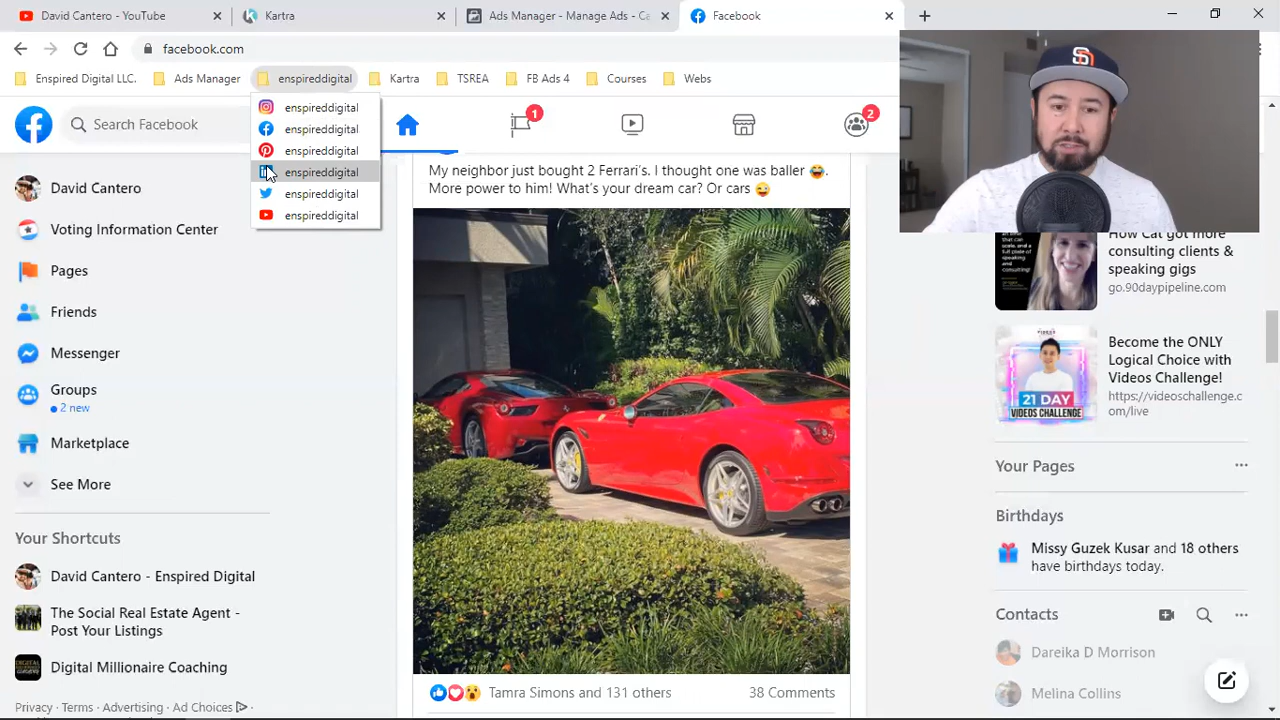 David Cantero - YouTube
Kartra
Ads Manager - Manage Ads - Ca
Facebook
facebook.com
Enspired Digital LLC.
Ads Manager
enspireddigital
Kartra
TSREA
FB Ads 4
Courses
Webs
enspireddigital
enspireddigital
enspireddigital
enspireddigital
enspireddigital
enspireddigital
Search Facebook
1
2
David Cantero
Voting Information Center
Pages
Friends
Messenger
Groups
2 new
Marketplace
See More
Your Shortcuts
David Cantero - Enspired Digital
The Social Real Estate Agent -
Post Your Listings
Digital Millionaire Coaching
Privacy · Terms · Advertising · Ad Choices ·
My neighbor just bought 2 Ferrari's. I thought one was baller 😂.
More power to him! What's your dream car? Or cars 😜
Tamra Simons and 131 others
38 Comments
How Cat got more
consulting clients &
speaking gigs
go.90daypipeline.com
21 DAY
VIDEOS CHALLENGE
Become the ONLY
Logical Choice with
Videos Challenge!
https://videoschallenge.c
om/live
Your Pages
Birthdays
Missy Guzek Kusar and 18 others
have birthdays today.
Contacts
Dareika D Morrison
Melina Collins